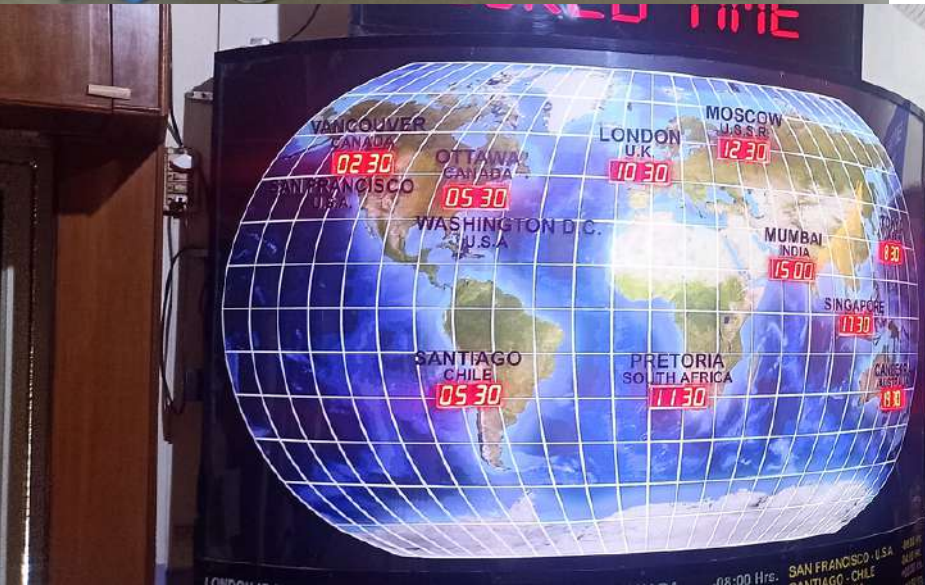 TIME
VANCOUVER
CANADA
02 30
SAN FRANCISCO
U.S.A.
OTTAWA
CANADA
05 30
WASHINGTON D.C.
U.S.A
LONDON
U.K.
10 30
MOSCOW
U.S.S.R
12 30
MUMBAI
INDIA
15 00
SINGAPORE
17 30
SANTIAGO
CHILE
05 30
PRETORIA
SOUTH AFRICA
11 30
-08:00 Hrs.
SAN FRANCISCO - U.S.A
SANTIAGO - CHILE